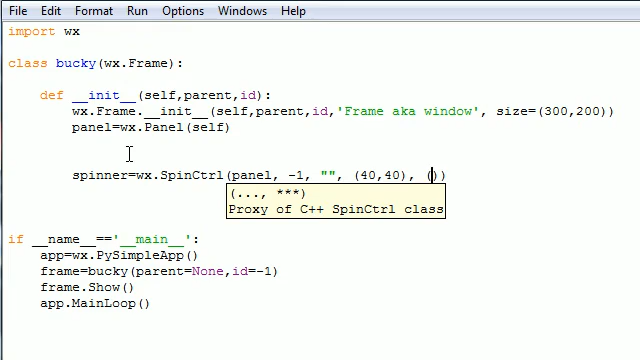 File Edit Format Run Options Windows Help
import wx
class bucky(wx.Frame):
def __init__(self,parent,id):
wx.Frame.__init__(self,parent,id,'Frame aka window', size=(300,200))
panel=wx.Panel(self)
spinner=wx.SpinCtrl(panel, -1, "", (40,40), ())
(..., ***)
Proxy of C++ SpinCtrl class
if __name__=='__main__':
app=wx.PySimpleApp()
frame=bucky(parent=None,id=-1)
frame.Show()
app.MainLoop()